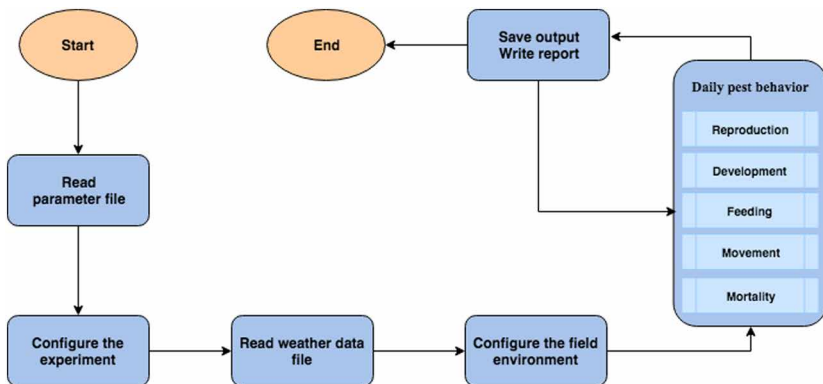 Start
End
Save output
Write report
Daily pest behavior
Reproduction
Development
Feeding
Movement
Mortality
Read
parameter file
Configure the
experiment
Read weather data
file
Configure the field
environment